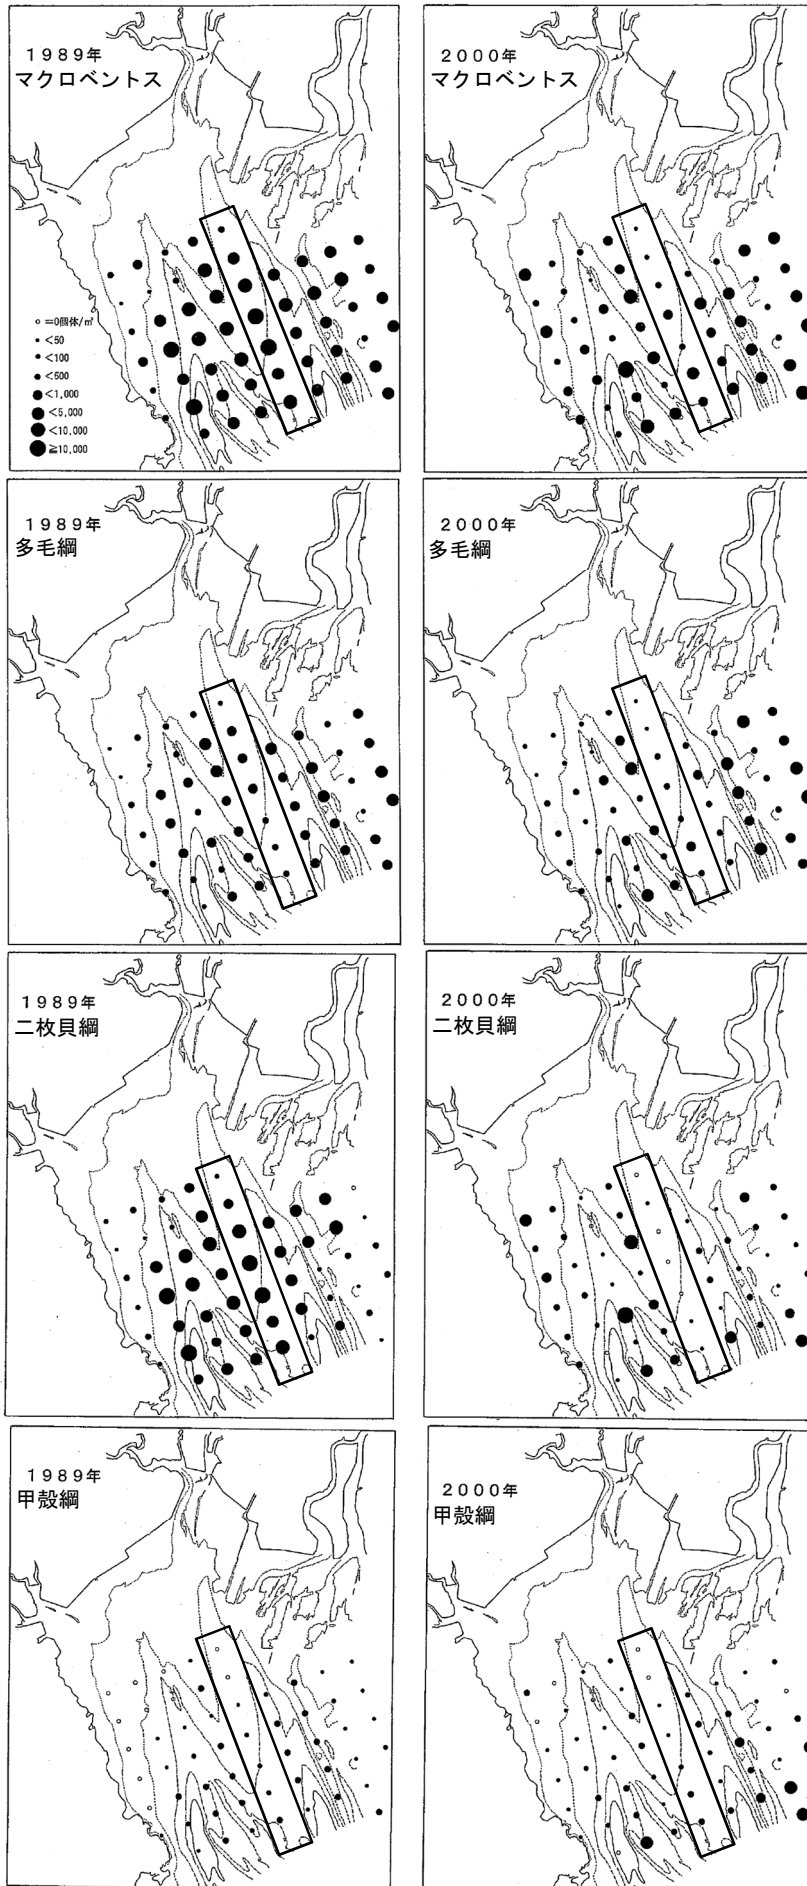 1989年
マクロベントス
○ =0個体/㎡
● <50
● <100
● <500
● <1,000
● <5,000
● <10,000
● ≧10,000
2000年
マクロベントス
1989年
多毛綱
2000年
多毛綱
1989年
二枚貝綱
2000年
二枚貝綱
1989年
甲殻綱
2000年
甲殻綱